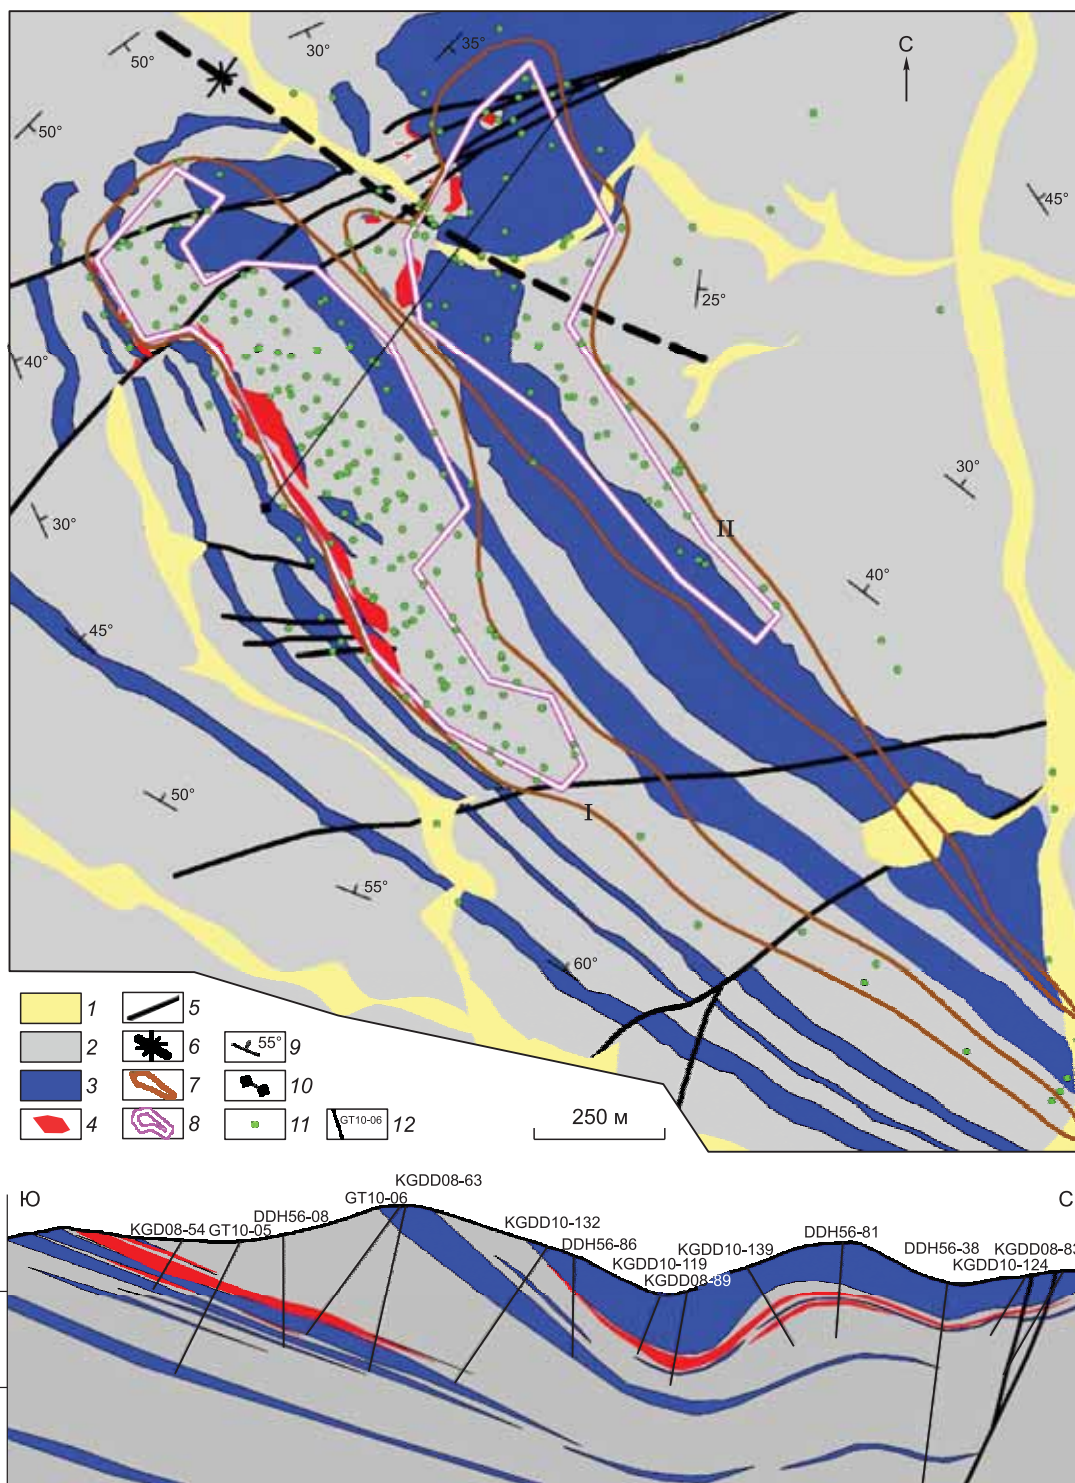 С
50°
30°
35°
50°
45°
25°
40°
30°
30°
II
40°
45°
50°
I
55°
60°
1
5
2
6
55°
9
3
7
10
4
8
11
GT10-06
12
250 м
Ю
С
KGDD08-63
GT10-06
DDH56-08
KGD08-54
GT10-05
KGDD10-132
DDH56-86
KGDD10-119
KGDD08-89
KGDD10-139
DDH56-81
DDH56-38
KGDD08-83
KGDD10-124